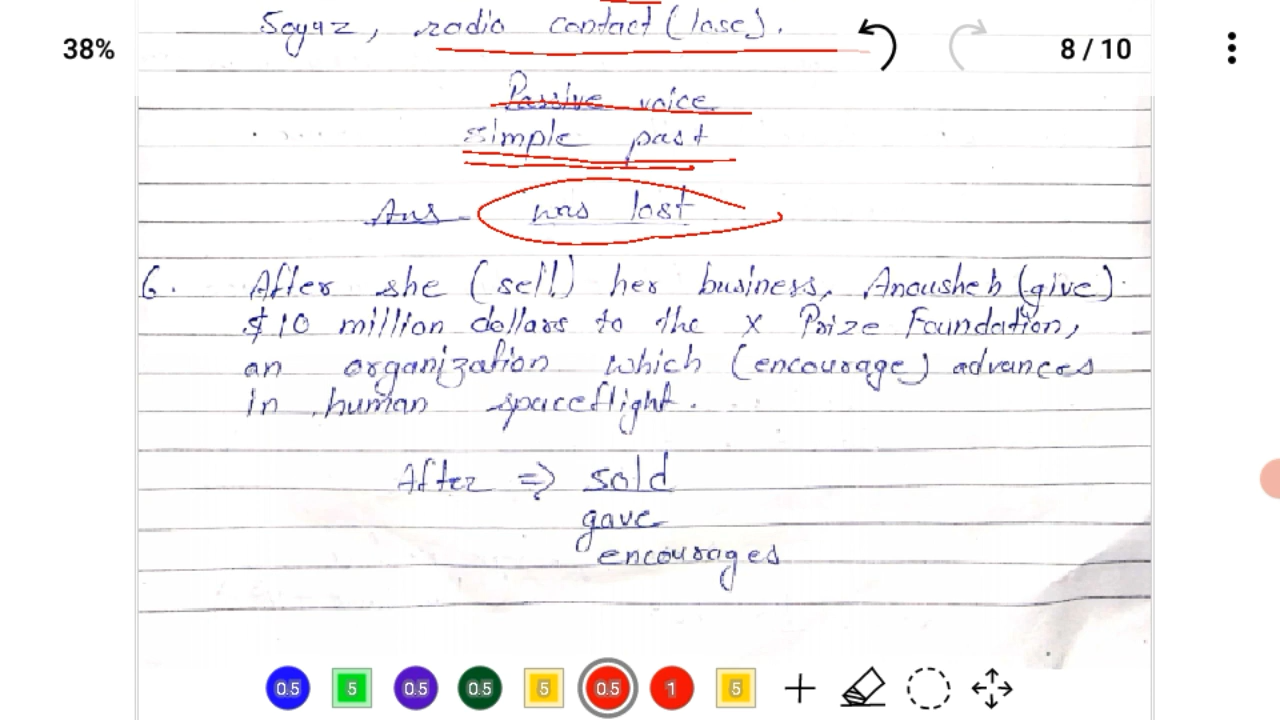 38%
8 / 10
Soyuz, radio contact (lose).
Passive voice
simple past
Ans - was lost
6. After she (sell) her business, Anousheh (give)
$10 million dollars to the X Prize Foundation,
an organization which (encourage) advances
in human spaceflight.
After ⇒ sold
gave
encourages
0.5 5 0.5 0.5 5 0.5 1 5